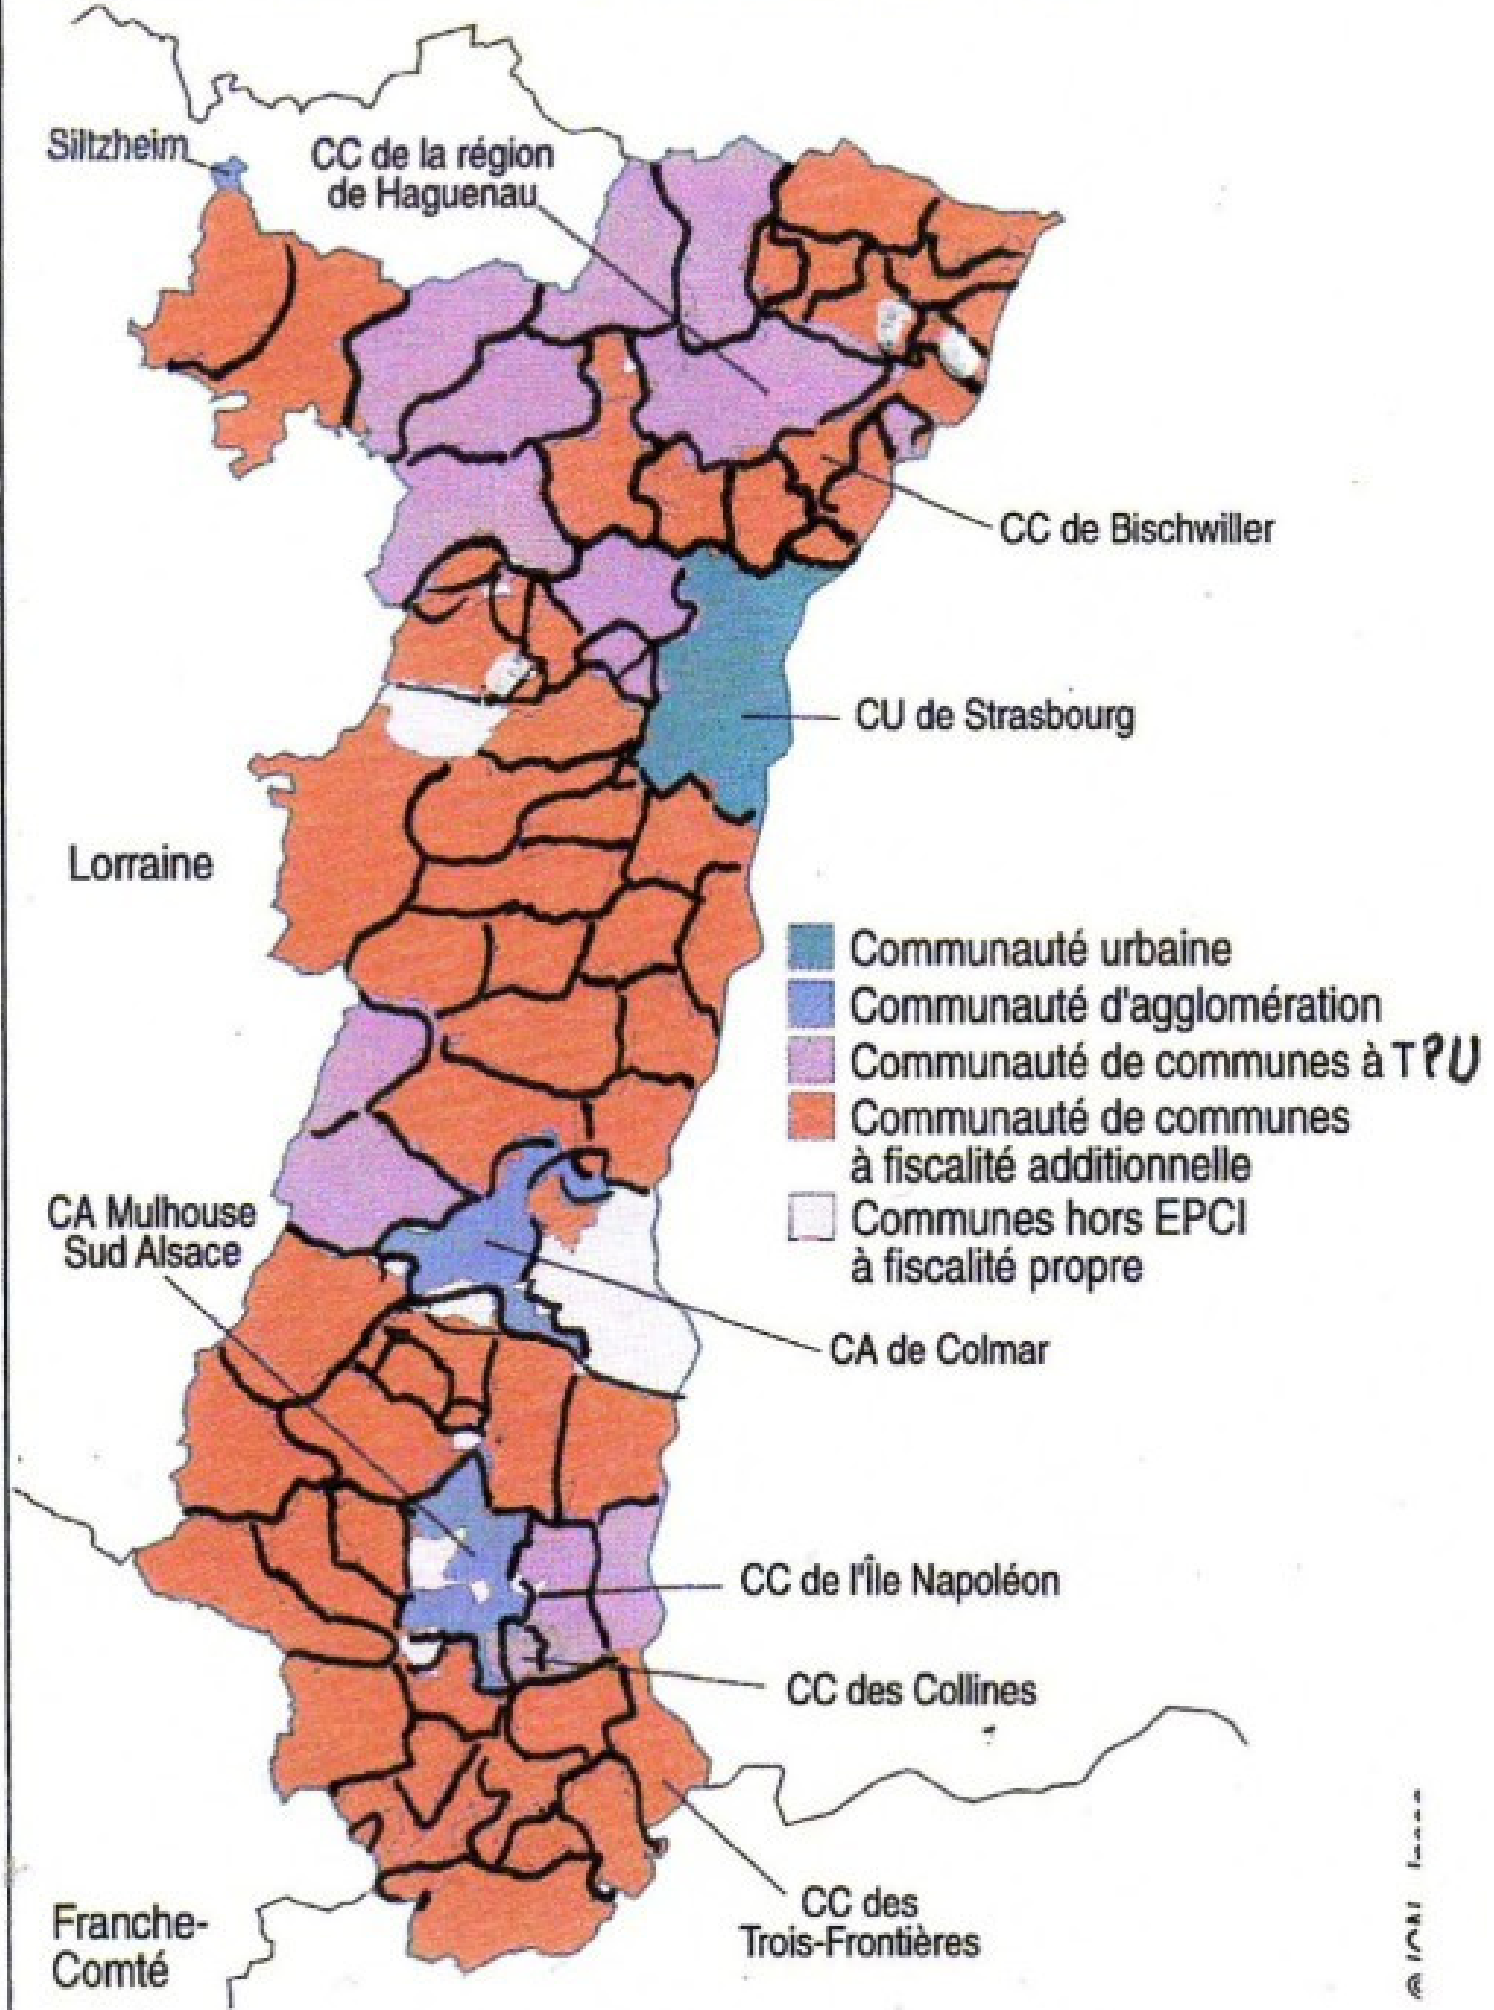 Siltzheim
CC de la région
de Haguenau
CC de Bischwiller
CU de Strasbourg
Lorraine
Communauté urbaine
Communauté d'agglomération
Communauté de communes à TPU
Communauté de communes
à fiscalité additionnelle
Communes hors EPCI
à fiscalité propre
CA Mulhouse
Sud Alsace
CA de Colmar
CC de l'Île Napoléon
CC des Collines
CC des
Trois-Frontières
Franche-
Comté